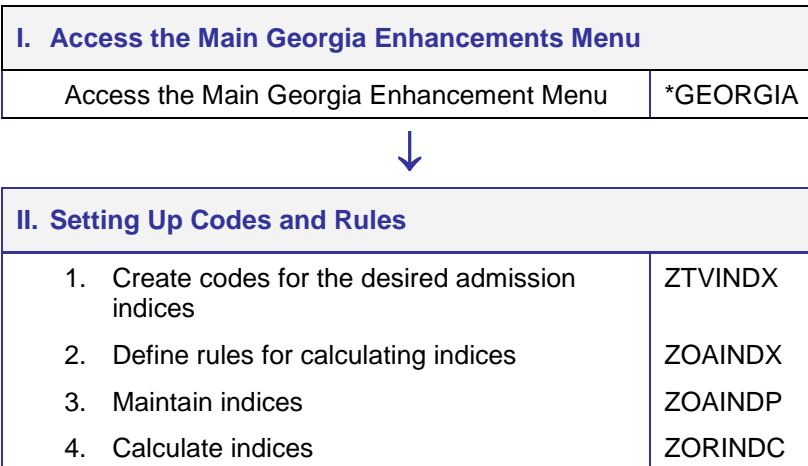 I. Access the Main Georgia Enhancements Menu
Access the Main Georgia Enhancement Menu *GEORGIA
↓
II. Setting Up Codes and Rules
1. Create codes for the desired admission ZTVINDX
indices
2. Define rules for calculating indices ZOAINDX
3. Maintain indices ZOAINDP
4. Calculate indices ZORINDC